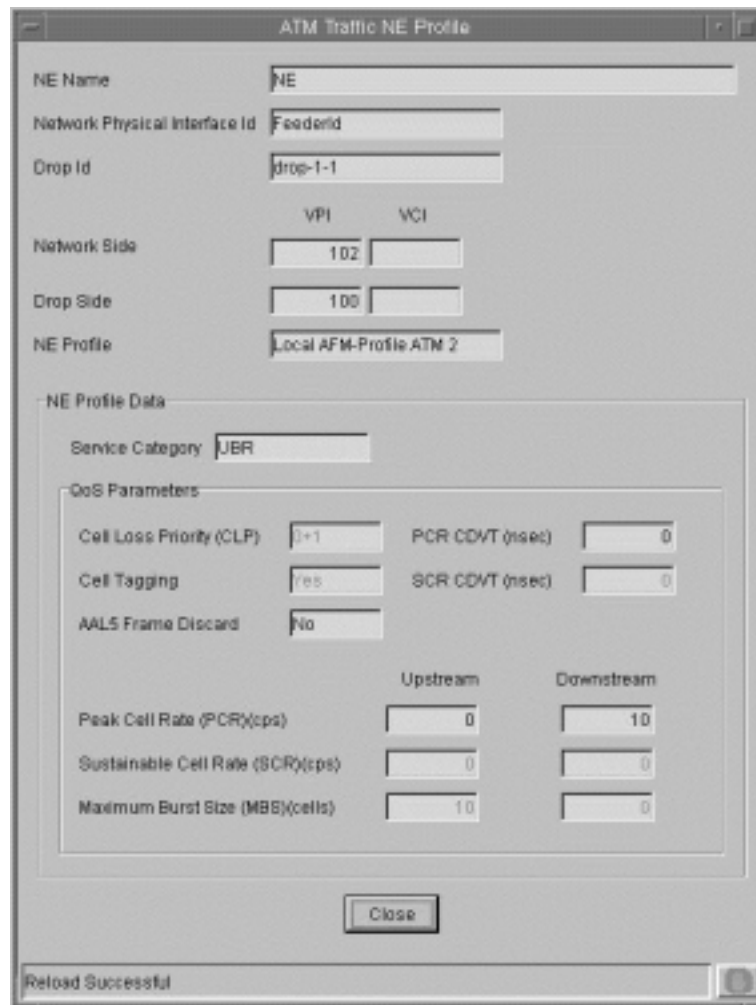 ATM Traffic NE Profile
NE Name NE
Network Physical Interface Id FeederId
Drop Id drop-1-1
VPI VCI
Network Side 102
Drop Side 100
NE Profile Local AFM-Profile ATM 2
NE Profile Data
Service Category UBR
QoS Parameters
Cell Loss Priority (CLP) 0+1 PCR CDVT (nsec) 0
Cell Tagging Yes SCR CDVT (nsec) 0
AAL5 Frame Discard No
Upstream Downstream
Peak Cell Rate (PCR)(cps) 0 10
Sustainable Cell Rate (SCR)(cps) 0 0
Maximum Burst Size (MBS)(cells) 10 0
Close
Reload Successful